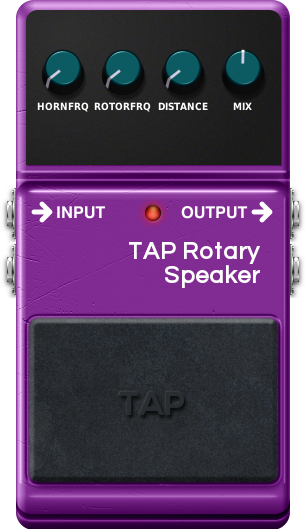 HORNFRQ ROTORFRQ DISTANCE MIX
INPUT OUTPUT
TAP Rotary
Speaker
TAP